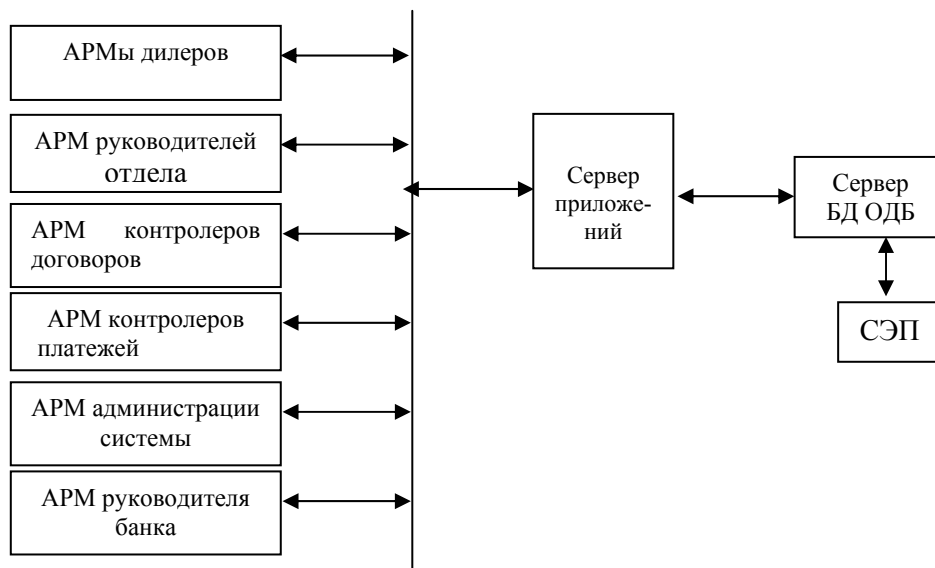 АРМы дилеров
АРМ руководителей
отдела
АРМ контролеров
договоров
АРМ контролеров
платежей
АРМ администрации
системы
АРМ руководителя
банка
Сервер
приложе-
ний
Сервер
БД ОДБ
СЭП